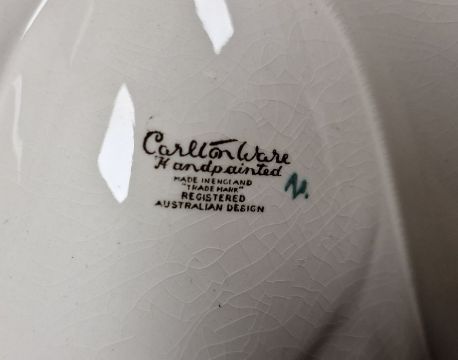 Carlton Ware
Handpainted
MADE IN ENGLAND
"TRADE MARK"
REGISTERED
AUSTRALIAN DESIGN